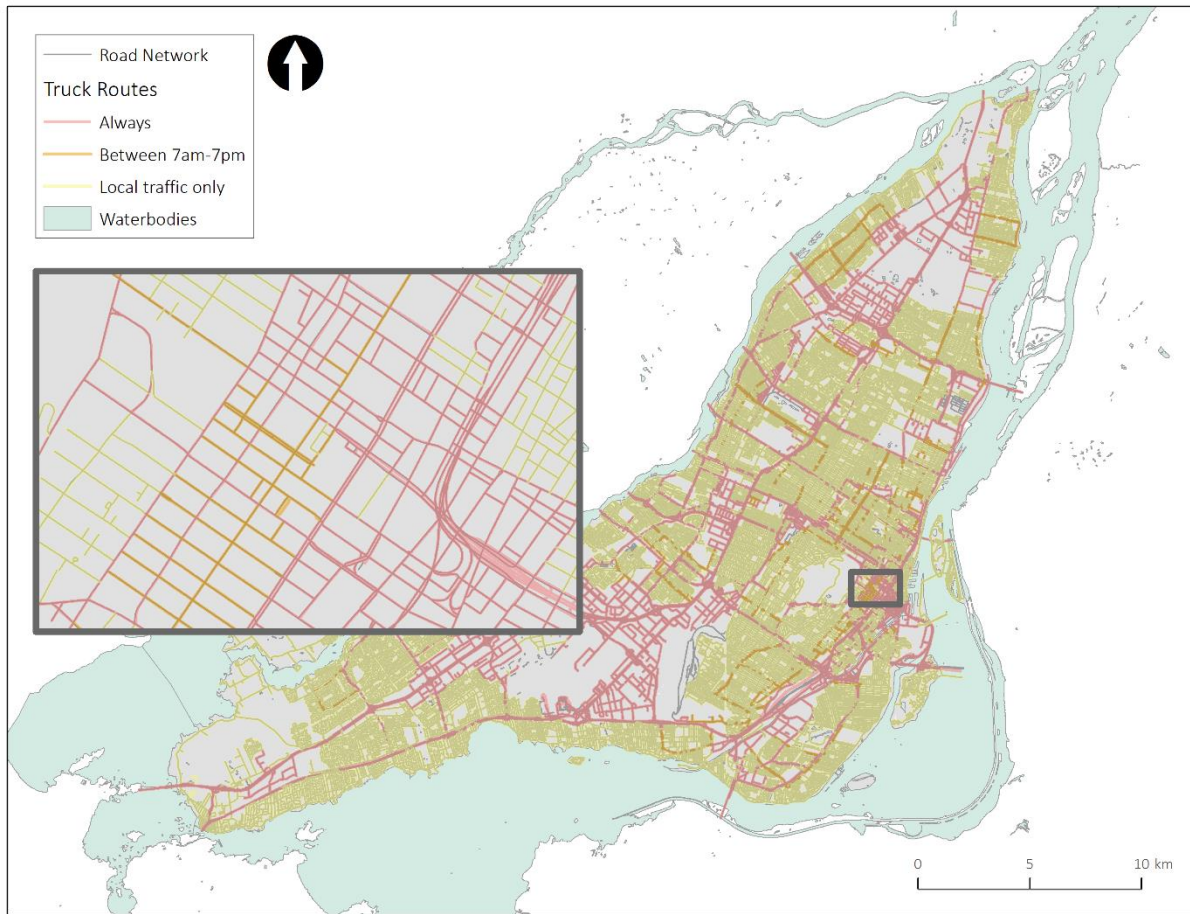 Road Network
Truck Routes
Always
Between 7am-7pm
Local traffic only
Waterbodies
0 5 10 km